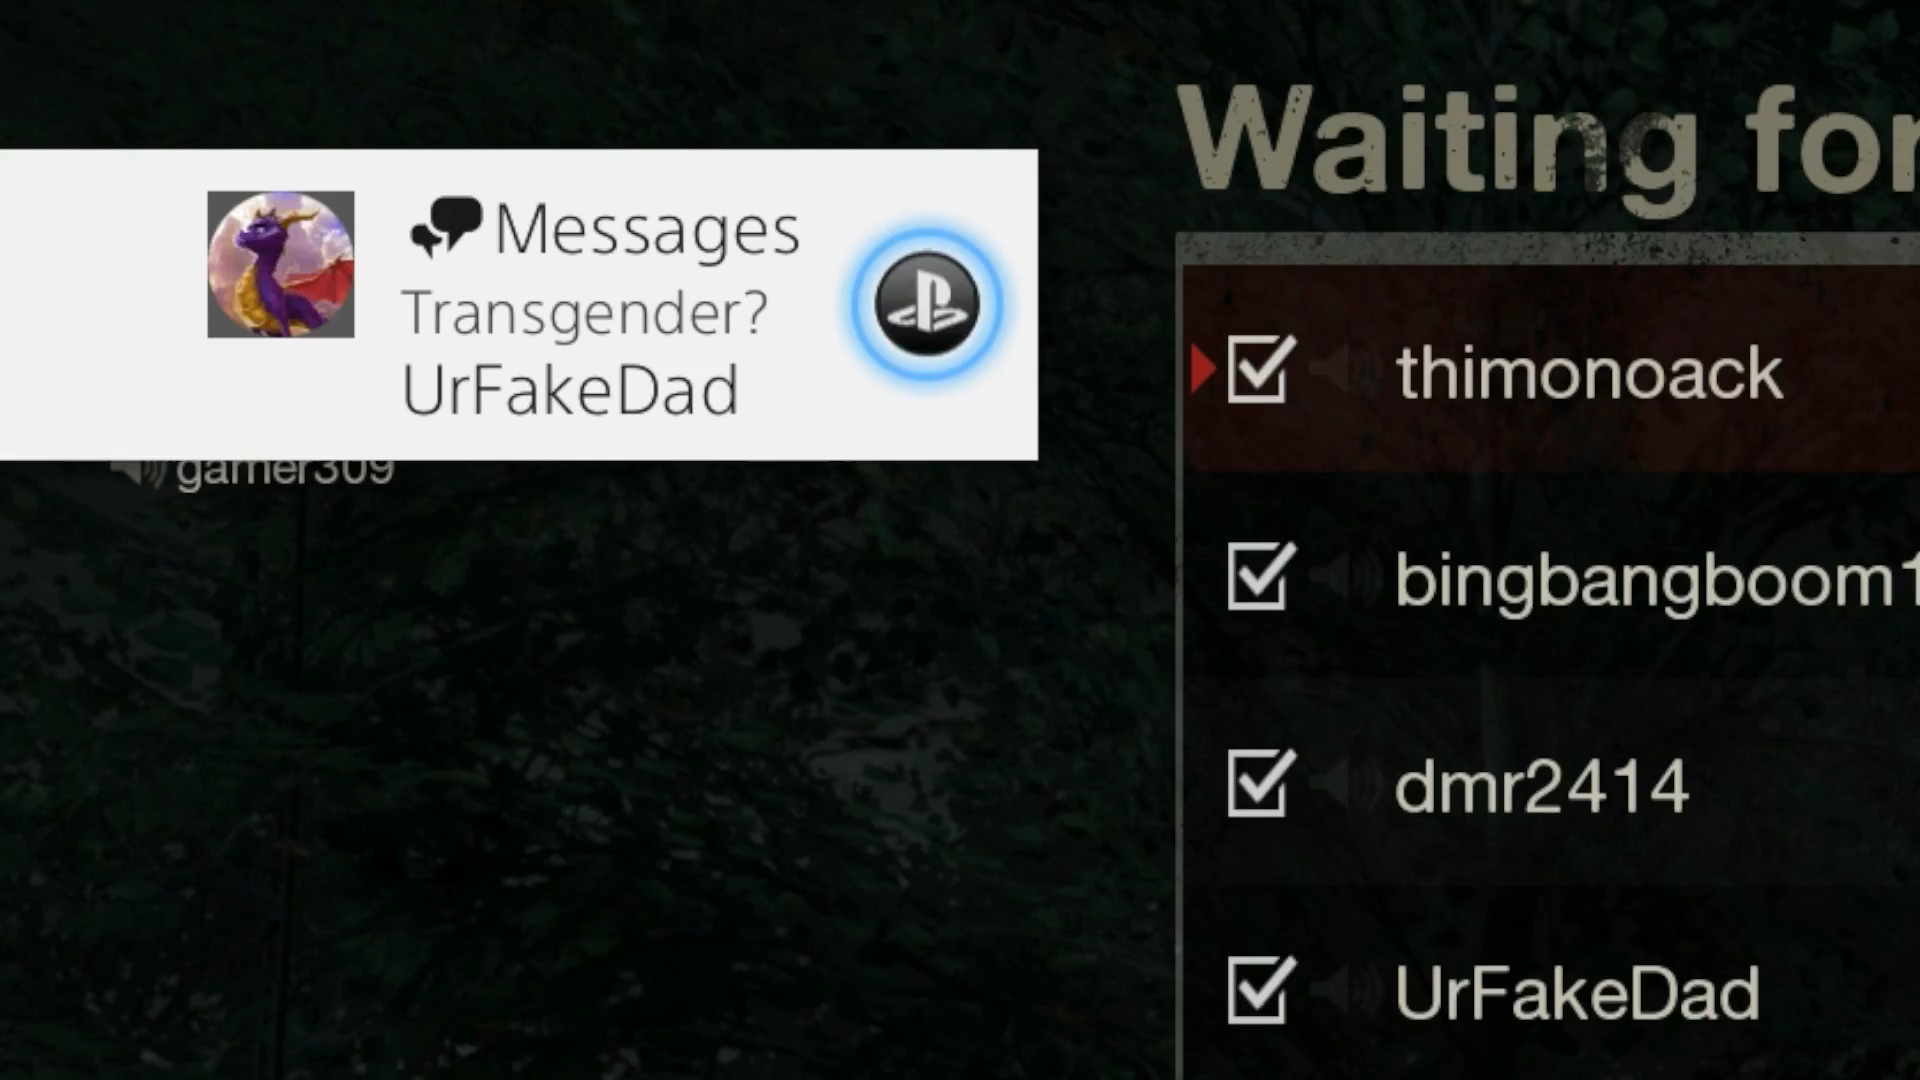 Messages
Transgender?
UrFakeDad
gamer309
Waiting for
thimonoack
bingbangboom1
dmr2414
UrFakeDad